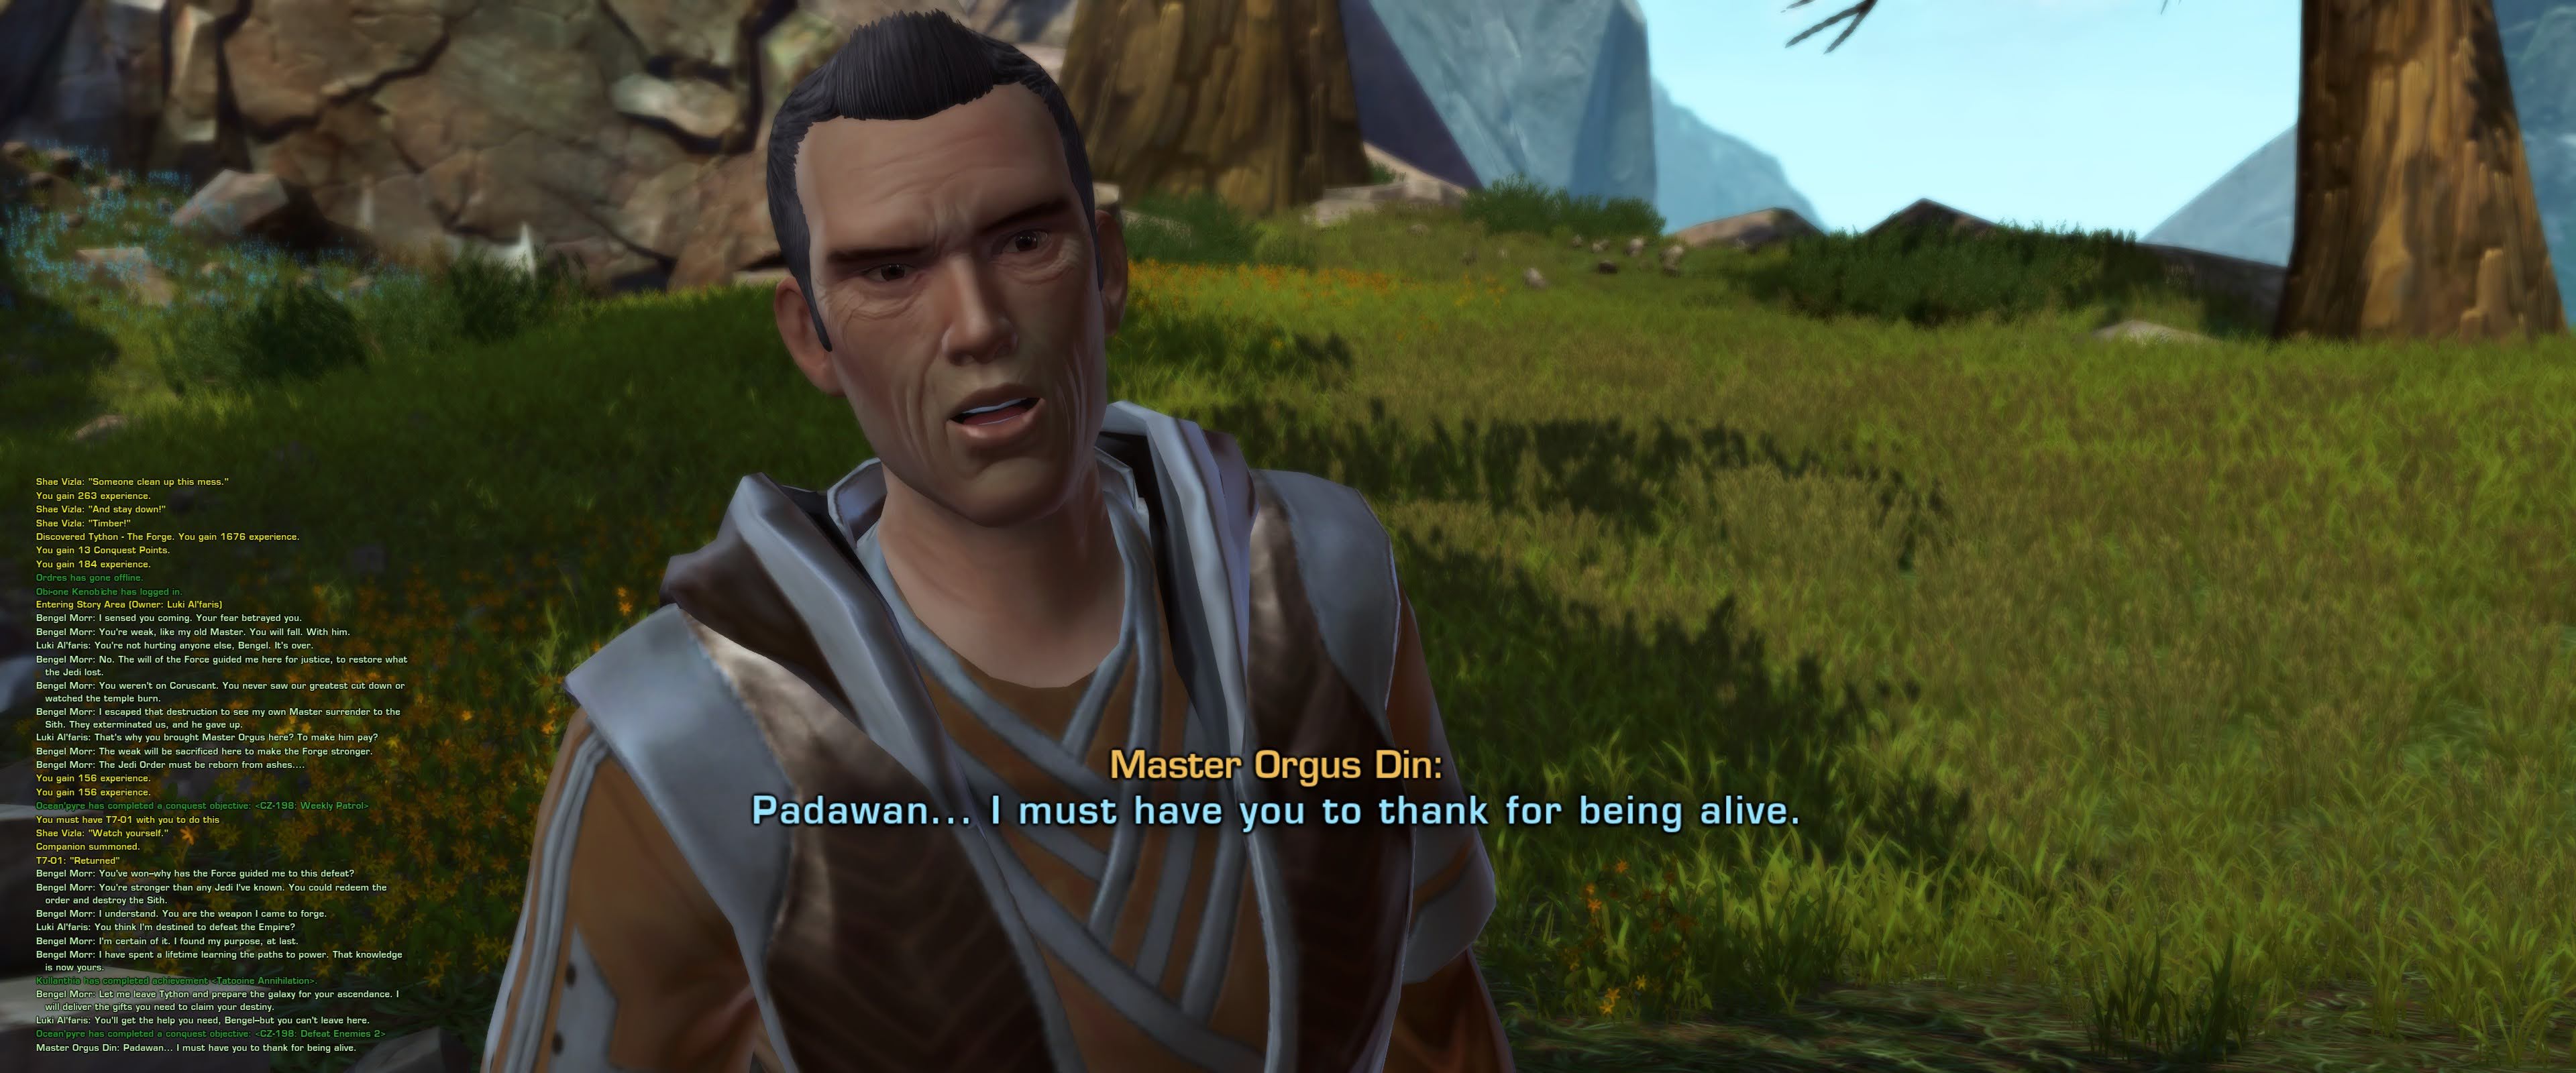 Shae Vizla: "Someone clean up this mess."
You gain 263 experience.
Shae Vizla: "And stay down!"
Shae Vizla: "Timber!"
Discovered Tython - The Forge. You gain 1676 experience.
You gain 13 Conquest Points.
You gain 184 experience.
Ordres has gone offline.
Obi-one Kenobiche has logged in.
Entering Story Area (Owner: Luki Al'faris)
Bengel Morr: I sensed you coming. Your fear betrayed you.
Bengel Morr: You're weak, like my old Master. You will fall. With him.
Luki Al'faris: You're not hurting anyone else, Bengel. It's over.
Bengel Morr: No. The will of the Force guided me here for justice, to restore what
the Jedi lost.
Bengel Morr: You weren't on Coruscant. You never saw our greatest cut down or
watched the temple burn.
Bengel Morr: I escaped that destruction to see my own Master surrender to the
Sith. They exterminated us, and he gave up.
Luki Al'faris: That's why you brought Master Orgus here? To make him pay?
Bengel Morr: The weak will be sacrificed here to make the Forge stronger.
Bengel Morr: The Jedi Order must be reborn from ashes....
You gain 156 experience.
You gain 156 experience.
Ocean'pyre has completed a conquest objective: <CZ-198: Weekly Patrol>
You must have T7-01 with you to do this
Shae Vizla: "Watch yourself."
Companion summoned.
T7-01: "Returned"
Bengel Morr: You've won—why has the Force guided me to this defeat?
Bengel Morr: You're stronger than any Jedi I've known. You could redeem the
order and destroy the Sith.
Bengel Morr: I understand. You are the weapon I came to forge.
Luki Al'faris: You think I'm destined to defeat the Empire?
Bengel Morr: I'm certain of it. I found my purpose, at last.
Bengel Morr: I have spent a lifetime learning the paths to power. That knowledge
is now yours.
has completed achievement <Tatooine Annihilation>.
Bengel Morr: Let me leave Tython and prepare the galaxy for your ascendance. I
will deliver the gifts you need to claim your destiny.
Luki Al'faris: You'll get the help you need, Bengel—but you can't leave here.
Ocean'pyre has completed a conquest objective: <CZ-198: Defeat Enemies 2>
Master Orgus Din: Padawan... I must have you to thank for being alive.
Master Orgus Din:
Padawan... I must have you to thank for being alive.